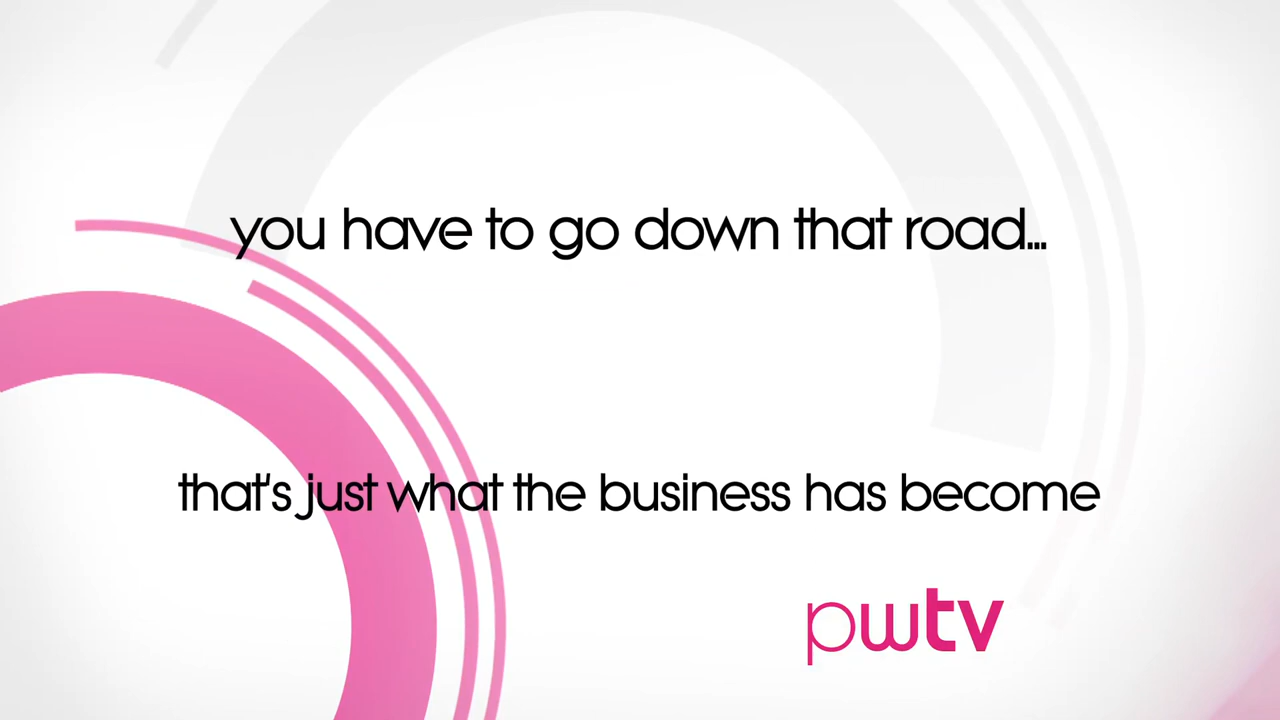 you have to go down that road...
that's just what the business has become
pwtv